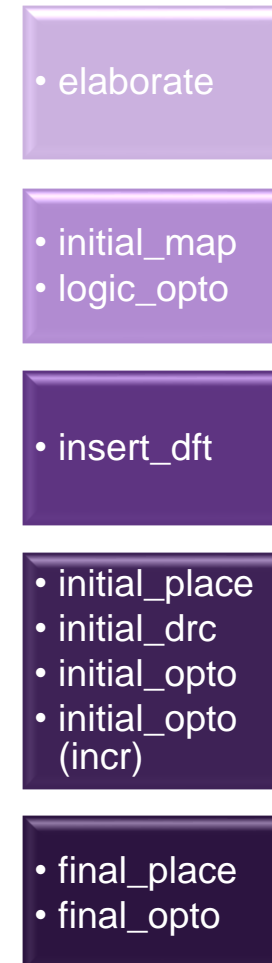 • elaborate
• initial_map
• logic_opto
• insert_dft
• initial_place
• initial_drc
• initial_opto
• initial_opto
(incr)
• final_place
• final_opto